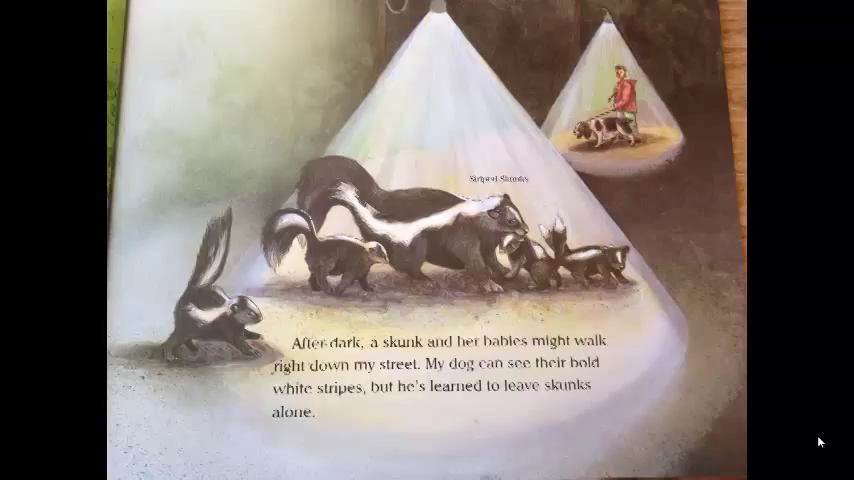 Striped Skunks
After dark, a skunk and her babies might walk
right down my street. My dog can see their bold
white stripes, but he's learned to leave skunks
alone.